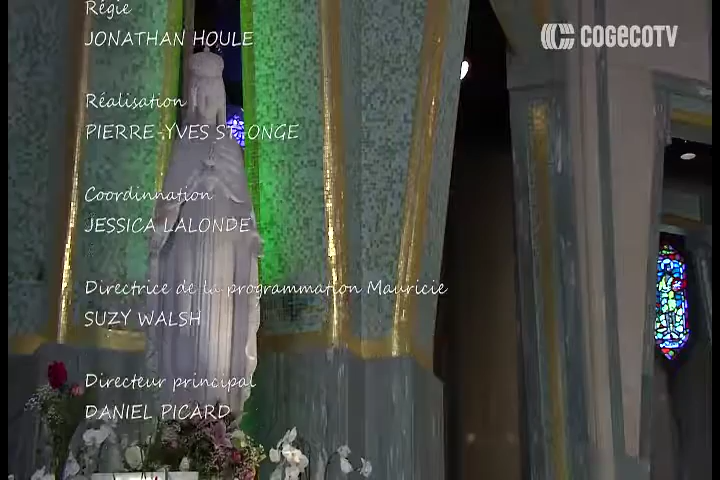 COGECOTV
Régie
JONATHAN HOULE
Réalisation
PIERRE-YVES ST-ONGE
Coordinnation
JESSICA LALONDE
Directrice de la programmation Mauricie
SUZY WALSH
Directeur principal
DANIEL PICARD